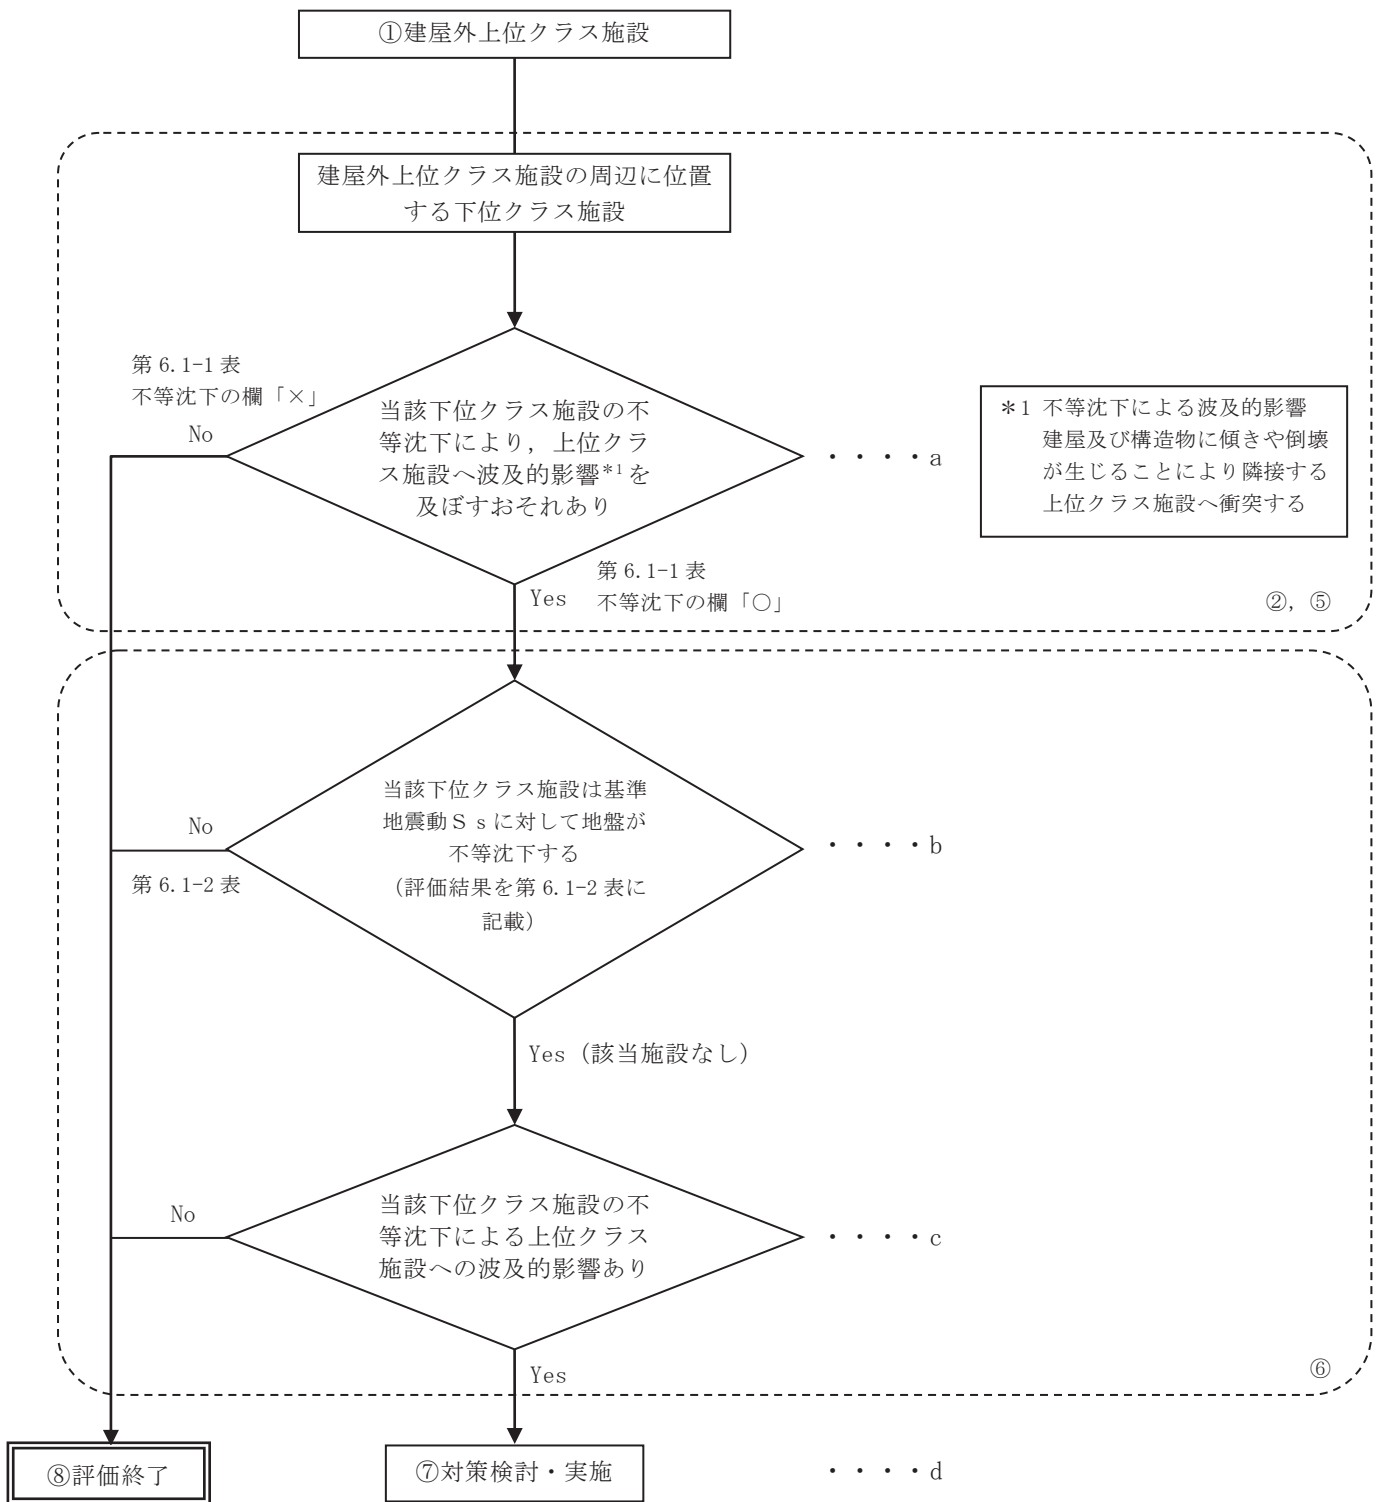 ①建屋外上位クラス施設
建屋外上位クラス施設の周辺に位置
する下位クラス施設
第 6.1-1 表
不等沈下の欄「×」
No
当該下位クラス施設の不
等沈下により，上位クラ
ス施設へ波及的影響*1を
及ぼすおそれあり
・・・・a
＊1 不等沈下による波及的影響
建屋及び構造物に傾きや倒壊
が生じることにより隣接する
上位クラス施設へ衝突する
Yes
第 6.1-1 表
不等沈下の欄「○」
②，⑤
当該下位クラス施設は基準
地震動Ｓｓに対して地盤が
不等沈下する
（評価結果を第 6.1-2 表に
記載）
No
第 6.1-2 表
・・・・b
Yes（該当施設なし）
当該下位クラス施設の不
等沈下による上位クラス
施設への波及的影響あり
No
・・・・c
Yes
⑥
⑧評価終了
⑦対策検討・実施
・・・・d